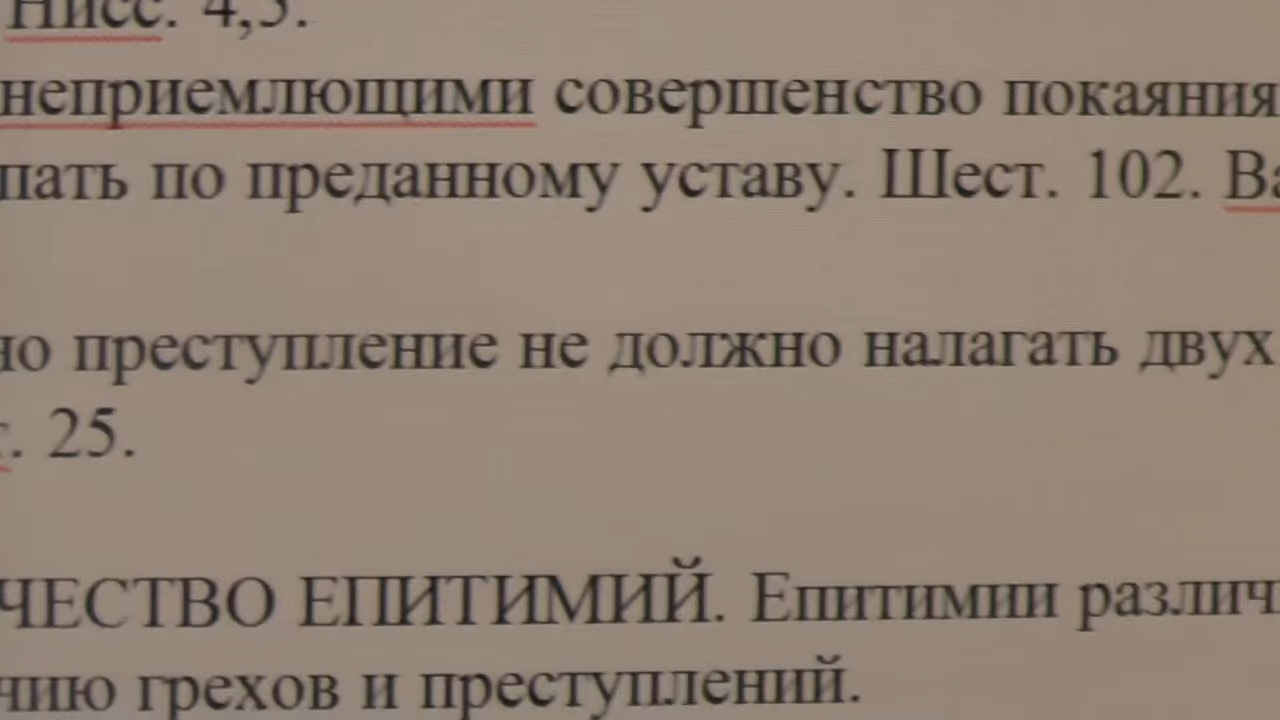 Нисс. 4,5.
неприемлющими совершенство покаяния
пать по преданному уставу. Шест. 102. Ва
но преступление не должно налагать двух
. 25.
ЧЕСТВО ЕПИТИМИЙ. Епитимии различ
чию грехов и преступлений.